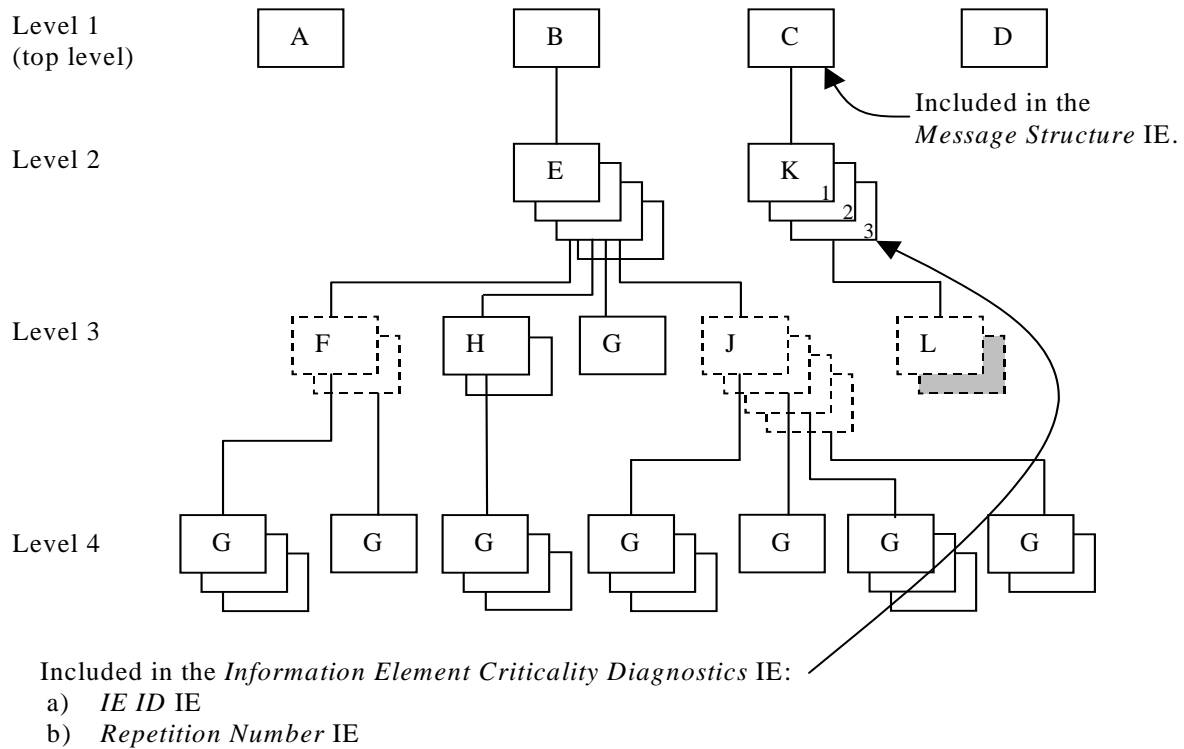 Level 1
(top level)
A
B
C
D
Included in the
Message Structure IE.
Level 2
E
K
1
2
3
Level 3
F
H
G
J
L
Level 4
G
G
G
G
G
G
G
Included in the Information Element Criticality Diagnostics IE:
a) IE ID IE
b) Repetition Number IE